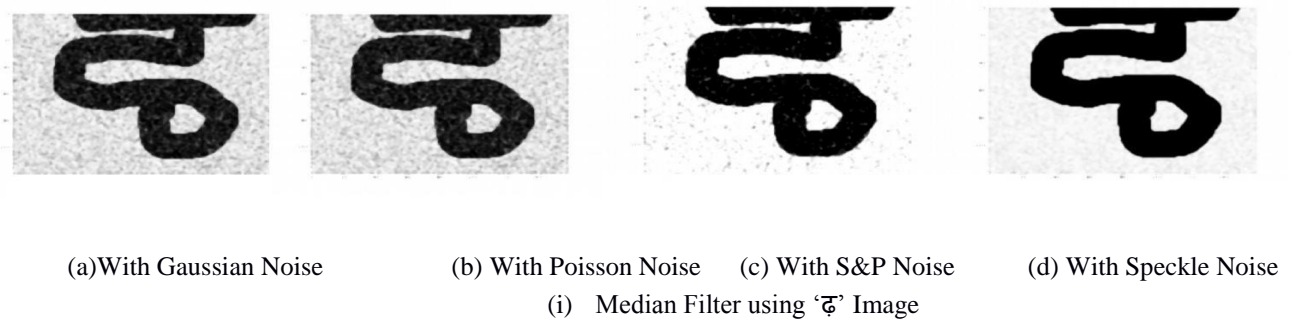 (a)With Gaussian Noise (b) With Poisson Noise (c) With S&P Noise (d) With Speckle Noise
(i) Median Filter using ‘ढ़’ Image